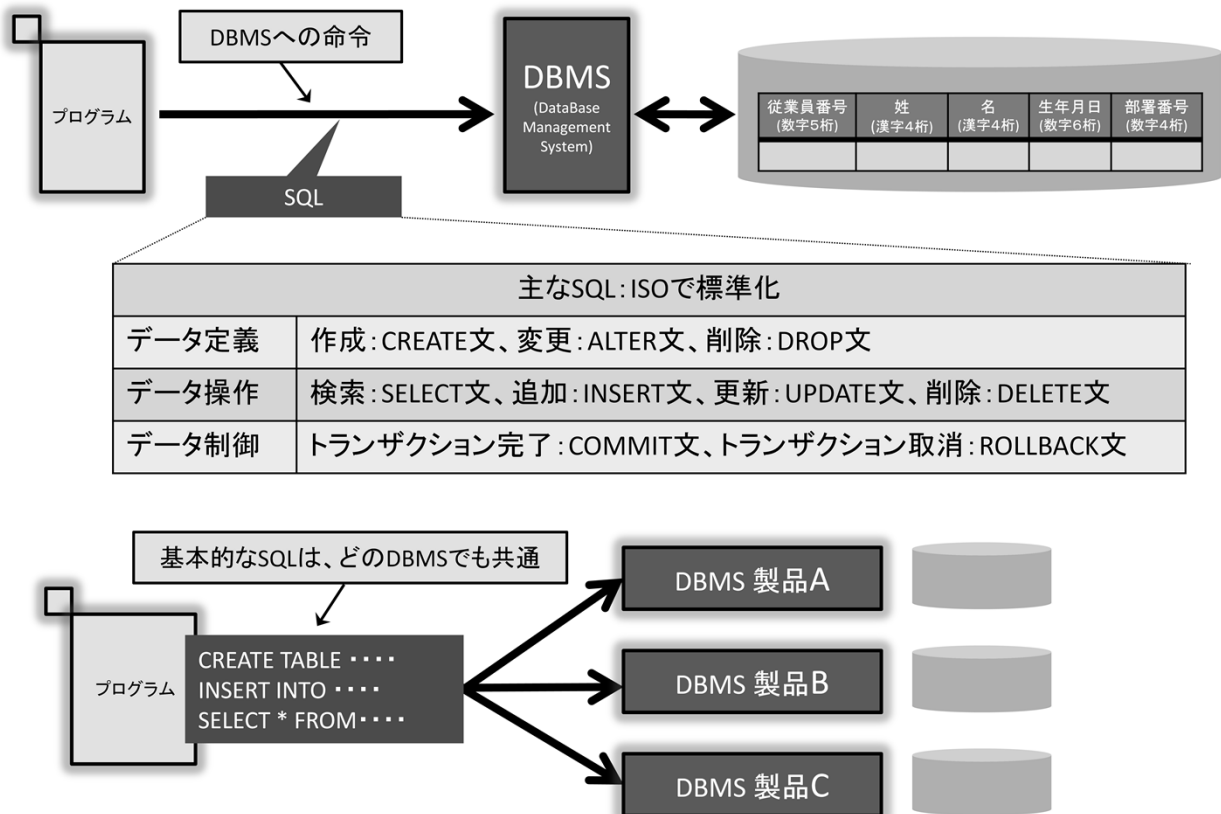 DBMSへの命令
プログラム
DBMS
(DataBase
Management
System)
従業員番号
(数字5桁)
姓
(漢字4桁)
名
(漢字4桁)
生年月日
(数字6桁)
部署番号
(数字4桁)
SQL
主なSQL:ISOで標準化
データ定義
作成:CREATE文、変更:ALTER文、削除:DROP文
データ操作
検索:SELECT文、追加:INSERT文、更新:UPDATE文、削除:DELETE文
データ制御
トランザクション完了:COMMIT文、トランザクション取消:ROLLBACK文
基本的なSQLは、どのDBMSでも共通
プログラム
CREATE TABLE ････
INSERT INTO ････
SELECT * FROM････
DBMS 製品A
DBMS 製品B
DBMS 製品C